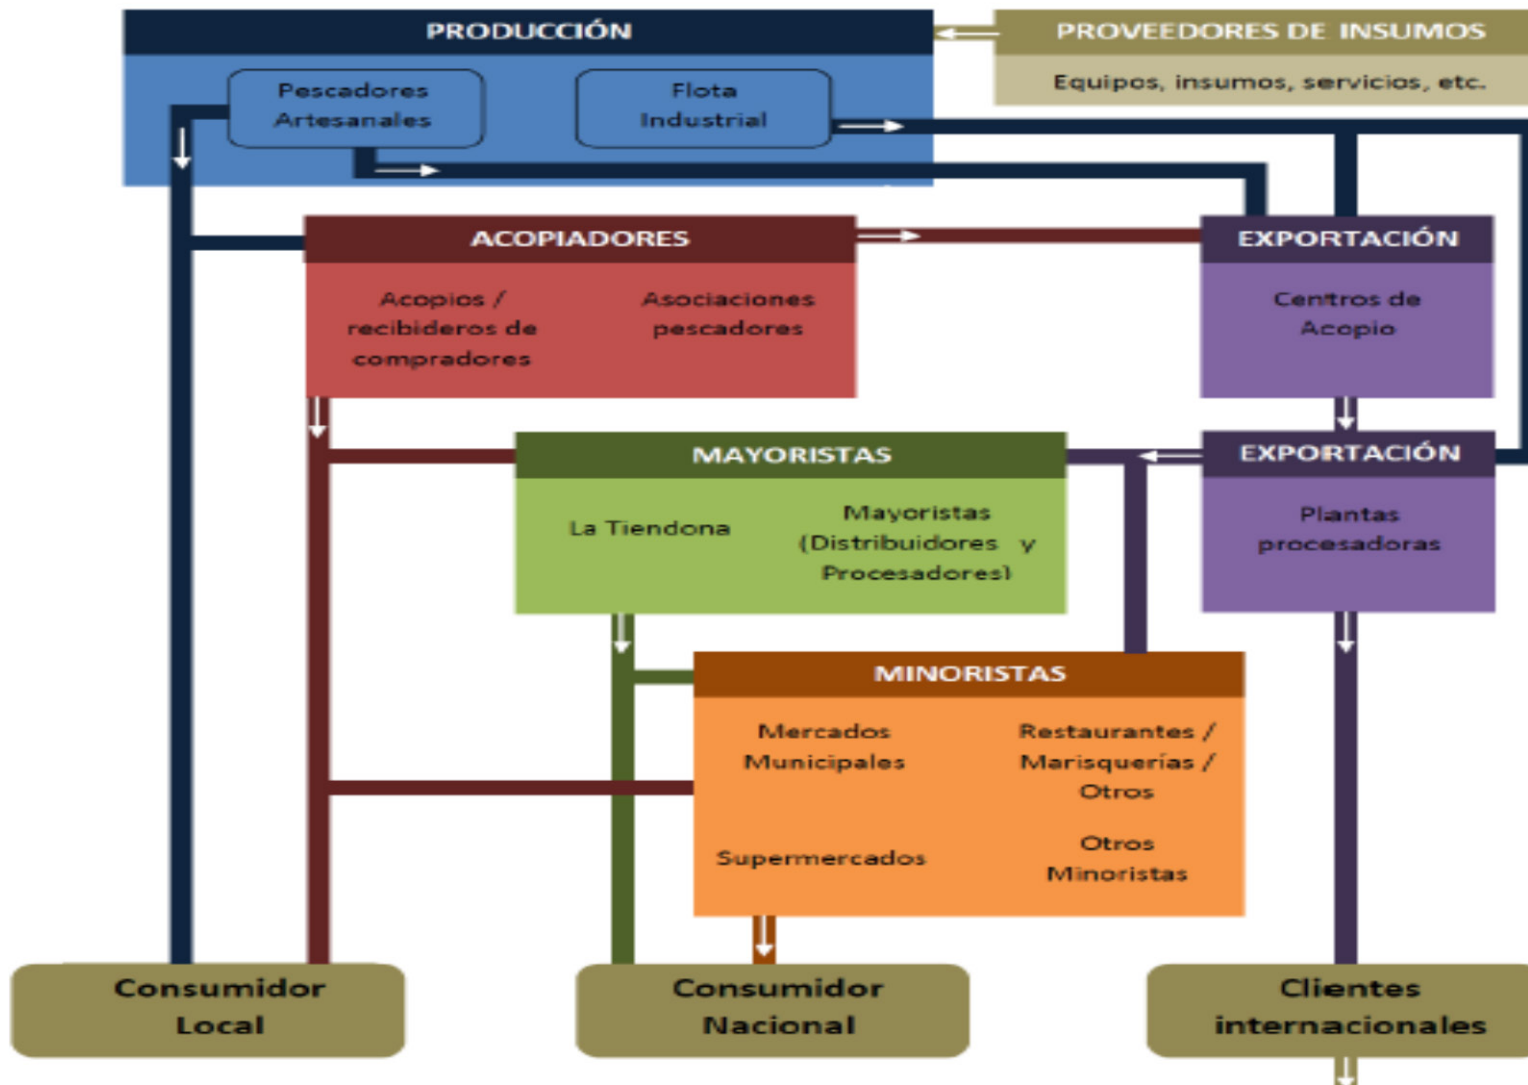 PRODUCCIÓN
PROVEEDORES DE INSUMOS
Equipos, insumos, servicios, etc.
Pescadores
Artesanales
Flota
Industrial
ACOPIADORES
Acopios /
recibideros de
compradores
Asociaciones
pescadores
EXPORTACIÓN
Centros de
Acopio
MAYORISTAS
La Tiendona
Mayoristas
(Distribuidores y
Procesadores)
EXPORTACIÓN
Plantas
procesadoras
MINORISTAS
Mercados
Municipales
Restaurantes /
Marisquerías /
Otros
Supermercados
Otros
Minoristas
Consumidor
Local
Consumidor
Nacional
Clientes
internacionales